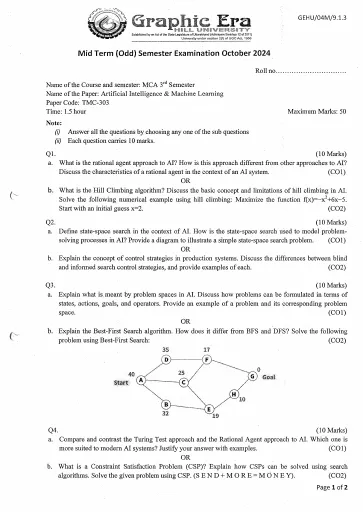 GEHU/04M/9.1.3
Graphic Era
HILL UNIVERSITY
Mid Term (Odd) Semester Examination October 2024
Roll no.............................
Name of the Course and semester: MCA 3rd Semester
Name of the Paper: Artificial Intelligence & Machine Learning
Paper Code: TMC-303
Time: 1.5 hour Maximum Marks: 50
Note:
(i) Answer all the questions by choosing any one of the sub questions
(ii) Each question carries 10 marks.
Q1. (10 Marks)
a. What is the rational agent approach to AI? How is this approach different from other approaches to AI?
Discuss the characteristics of a rational agent in the context of an AI system. (CO1)
OR
b. What is the Hill Climbing algorithm? Discuss the basic concept and limitations of hill climbing in AI.
Solve the following numerical example using hill climbing: Maximize the function f(x)=−x²+6x−5.
Start with an initial guess x=2. (CO2)
Q2. (10 Marks)
a. Define state-space search in the context of AI. How is the state-space search used to model problem-
solving processes in AI? Provide a diagram to illustrate a simple state-space search problem. (CO1)
OR
b. Explain the concept of control strategies in production systems. Discuss the differences between blind
and informed search control strategies, and provide examples of each. (CO2)
Q3. (10 Marks)
a. Explain what is meant by problem spaces in AI. Discuss how problems can be formulated in terms of
states, actions, goals, and operators. Provide an example of a problem and its corresponding problem
space. (CO1)
OR
b. Explain the Best-First Search algorithm. How does it differ from BFS and DFS? Solve the following
problem using Best-First Search: (CO2)
35 17
D F
40 25 0
Start A C G Goal
H
10
B E
32 19
Q4. (10 Marks)
a. Compare and contrast the Turing Test approach and the Rational Agent approach to AI. Which one is
more suited to modern AI systems? Justify your answer with examples. (CO1)
OR
b. What is a Constraint Satisfaction Problem (CSP)? Explain how CSPs can be solved using search
algorithms. Solve the given problem using CSP. (S E N D + M O R E = M O N E Y). (CO2)
Page 1 of 2